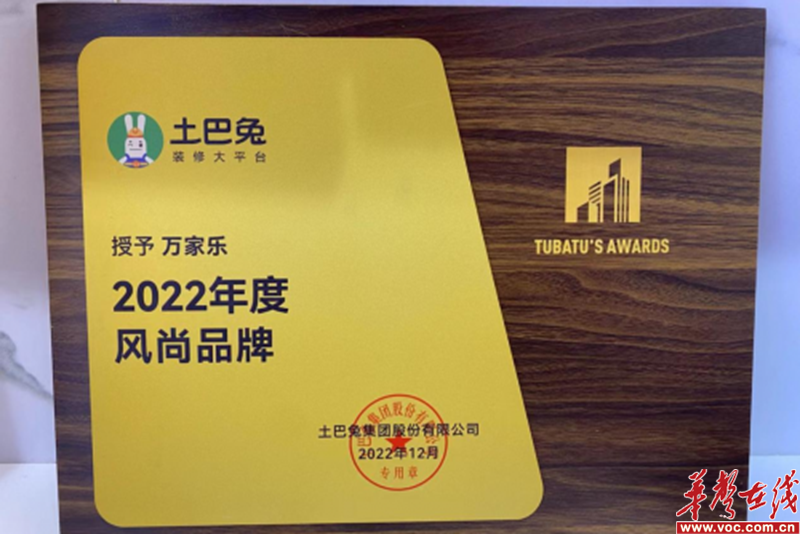 土巴兔
装修大平台
授予 万家乐
2022年度
风尚品牌
TUBATU'S AWARDS
土巴兔集团股份有限公司
2022年12月
专用章
华声在线
www.voc.com.cn